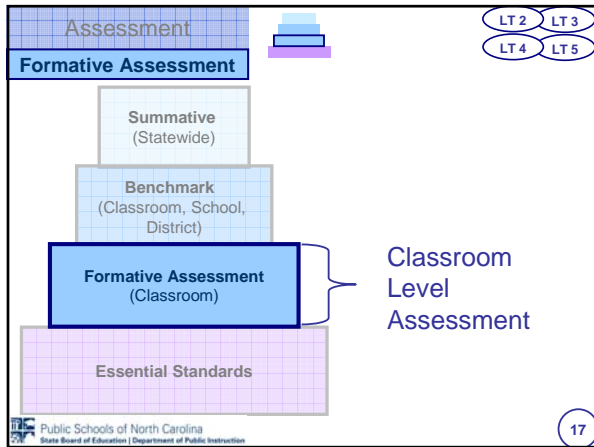 Assessment
Formative Assessment
LT 2
LT 3
LT 4
LT 5
Summative
(Statewide)
Benchmark
(Classroom, School,
District)
Formative Assessment
(Classroom)
Classroom
Level
Assessment
Essential Standards
Public Schools of North Carolina
State Board of Education | Department of Public Instruction
17